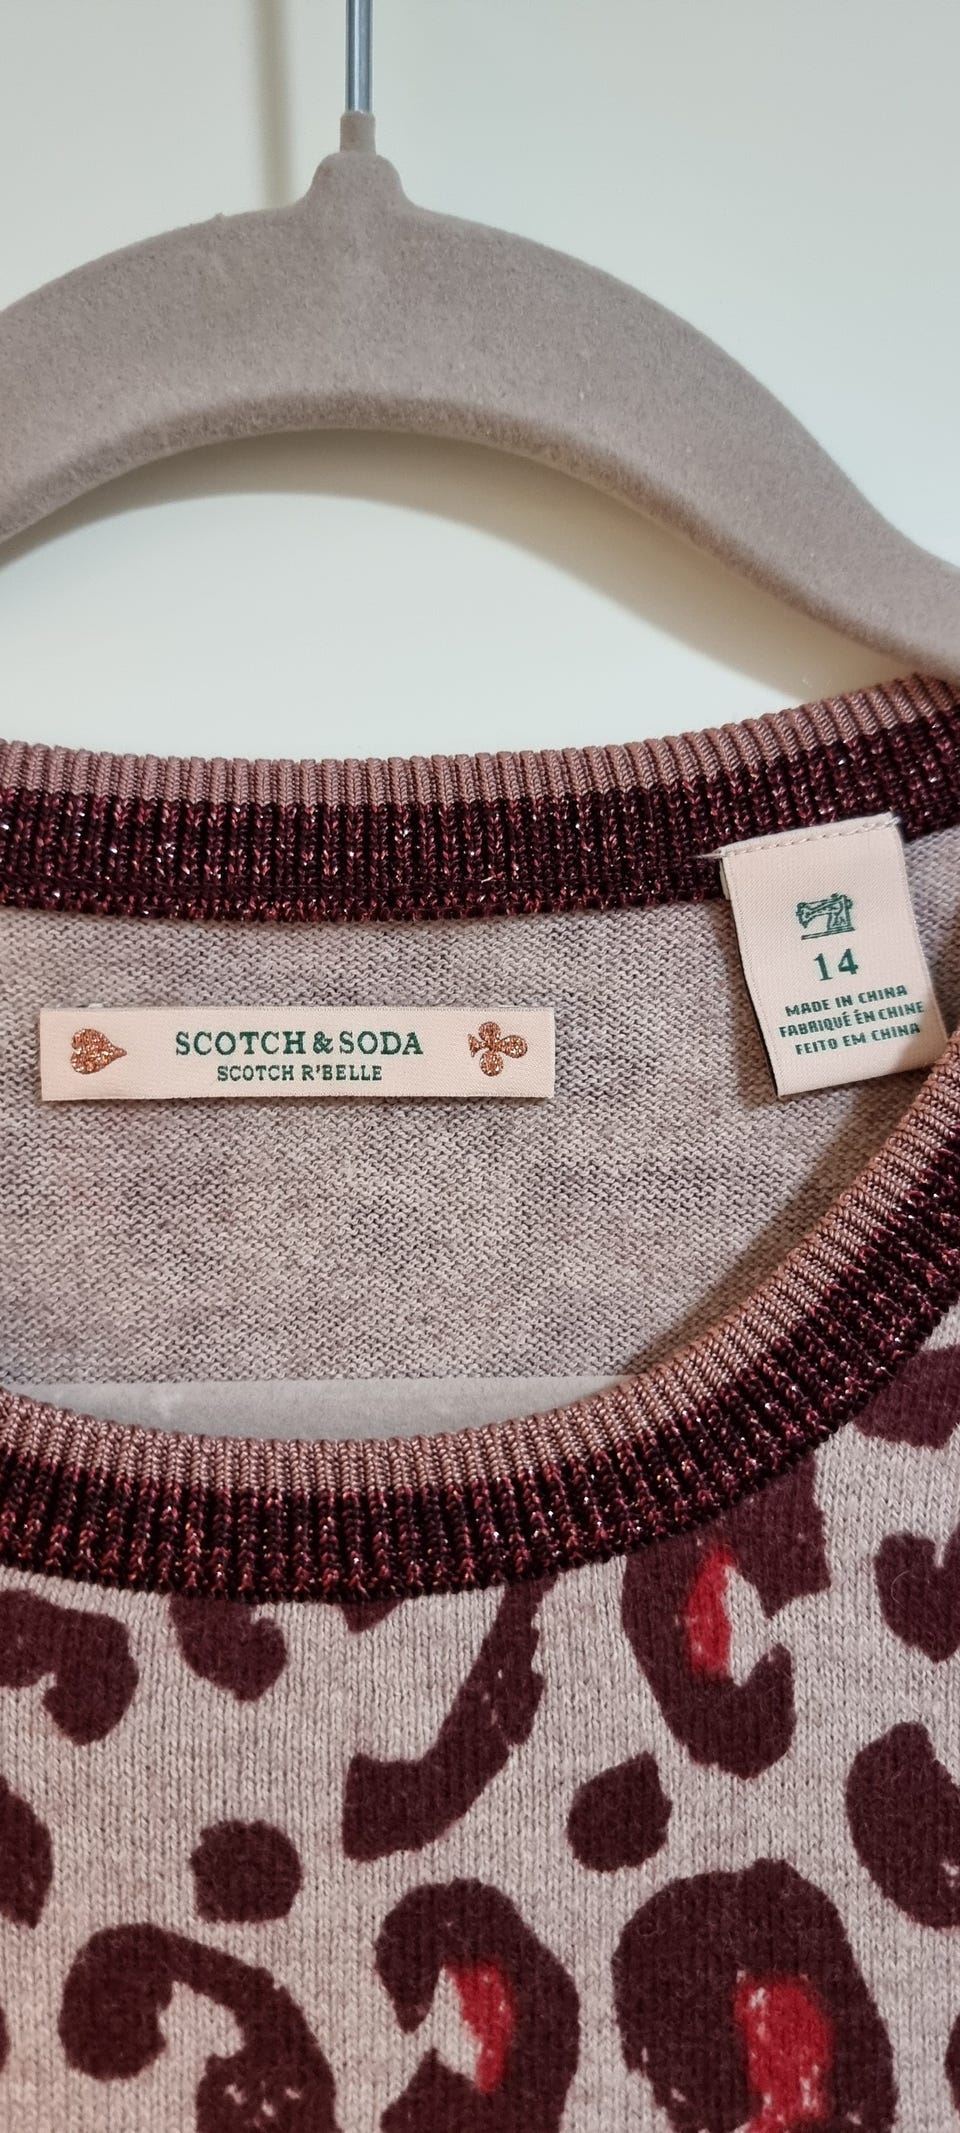 SCOTCH & SODA
SCOTCH R'BELLE
14
MADE IN CHINA
FABRIQUÉ ÉN CHINE
FEITO EM CHINA